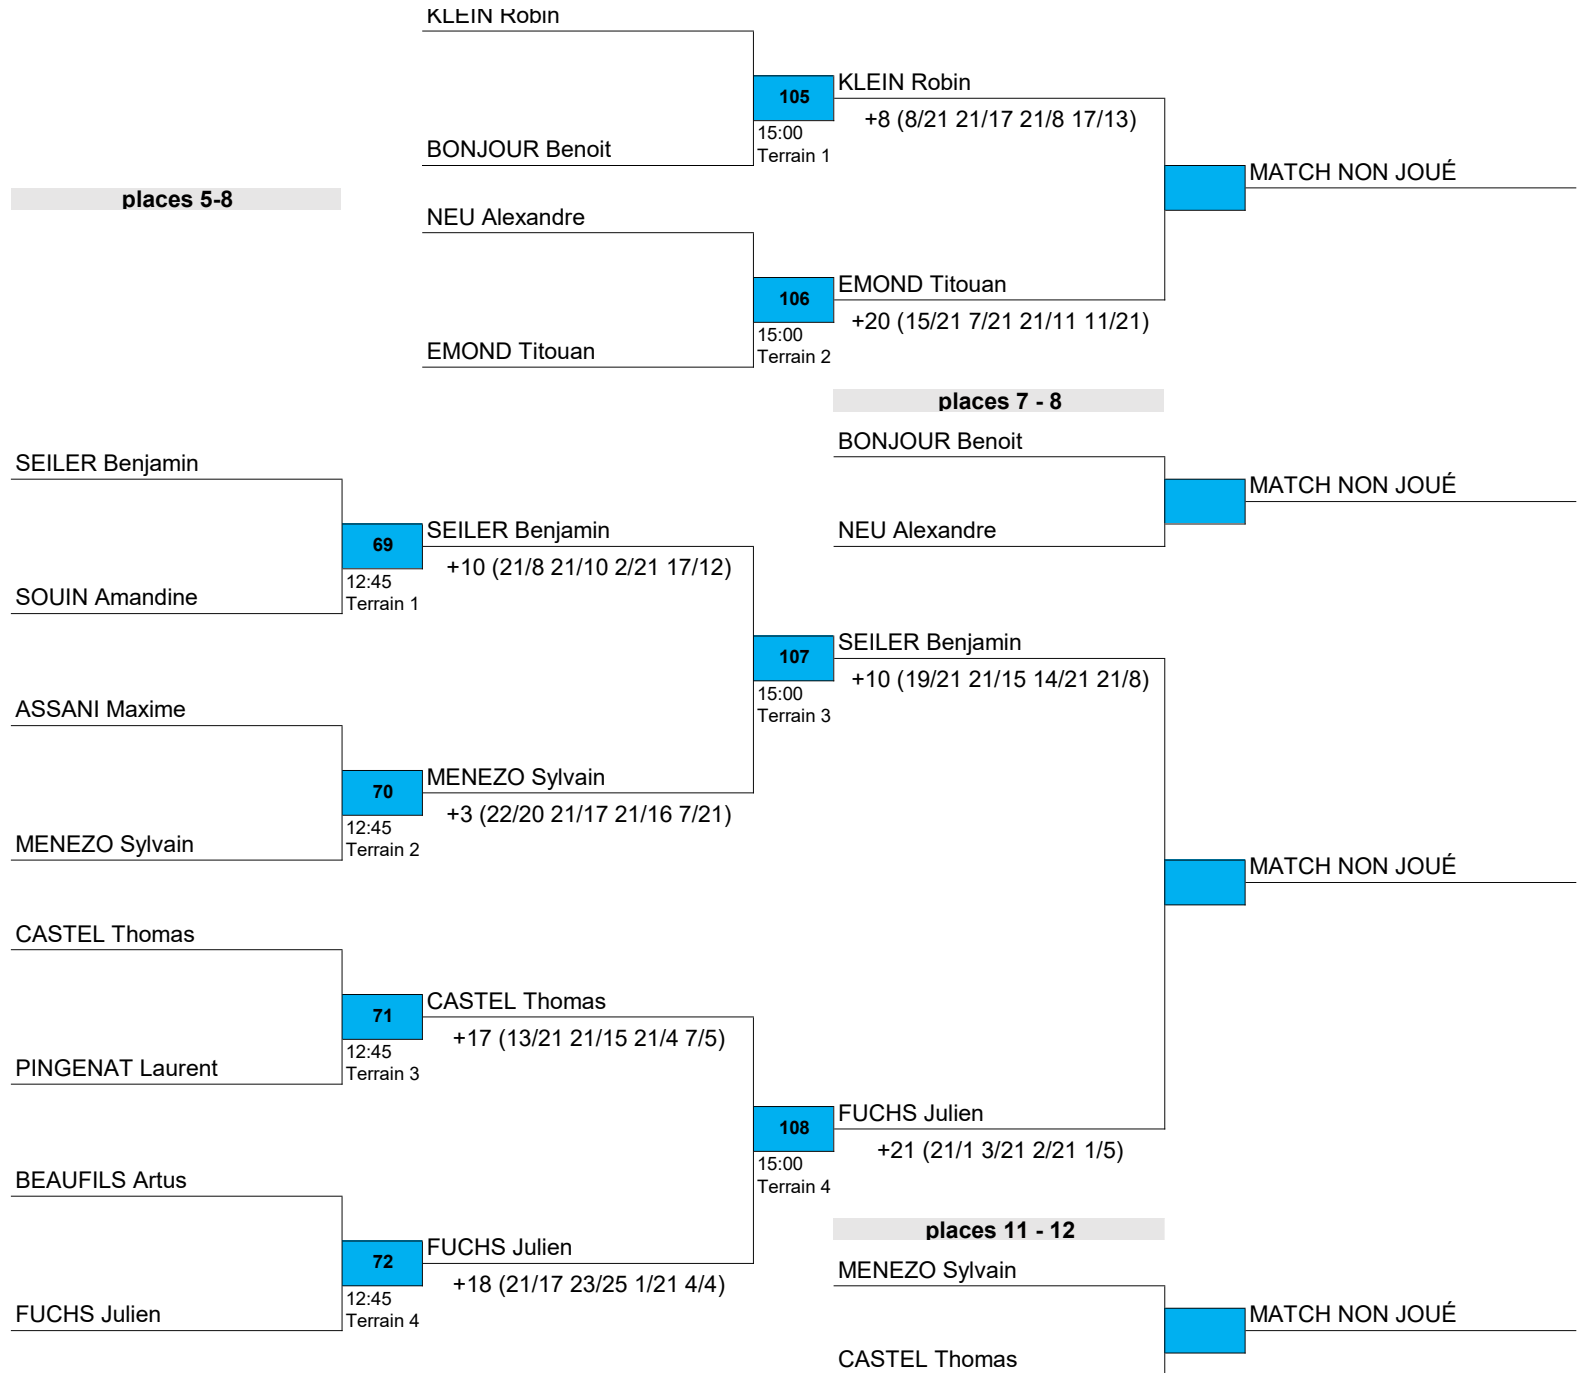 KLEIN Robin
105
KLEIN Robin
+8 (8/21 21/17 21/8 17/13)
15:00
Terrain 1
BONJOUR Benoit
MATCH NON JOUÉ
places 5-8
NEU Alexandre
106
EMOND Titouan
+20 (15/21 7/21 21/11 11/21)
15:00
Terrain 2
EMOND Titouan
places 7 - 8
BONJOUR Benoit
MATCH NON JOUÉ
NEU Alexandre
SEILER Benjamin
69
SEILER Benjamin
+10 (21/8 21/10 2/21 17/12)
12:45
Terrain 1
SOUIN Amandine
107
SEILER Benjamin
+10 (19/21 21/15 14/21 21/8)
15:00
Terrain 3
ASSANI Maxime
70
MENEZO Sylvain
+3 (22/20 21/17 21/16 7/21)
12:45
Terrain 2
MENEZO Sylvain
MATCH NON JOUÉ
CASTEL Thomas
71
CASTEL Thomas
+17 (13/21 21/15 21/4 7/5)
12:45
Terrain 3
PINGENAT Laurent
108
FUCHS Julien
+21 (21/1 3/21 2/21 1/5)
15:00
Terrain 4
BEAUFILS Artus
72
FUCHS Julien
+18 (21/17 23/25 1/21 4/4)
12:45
Terrain 4
FUCHS Julien
places 11 - 12
MENEZO Sylvain
MATCH NON JOUÉ
CASTEL Thomas